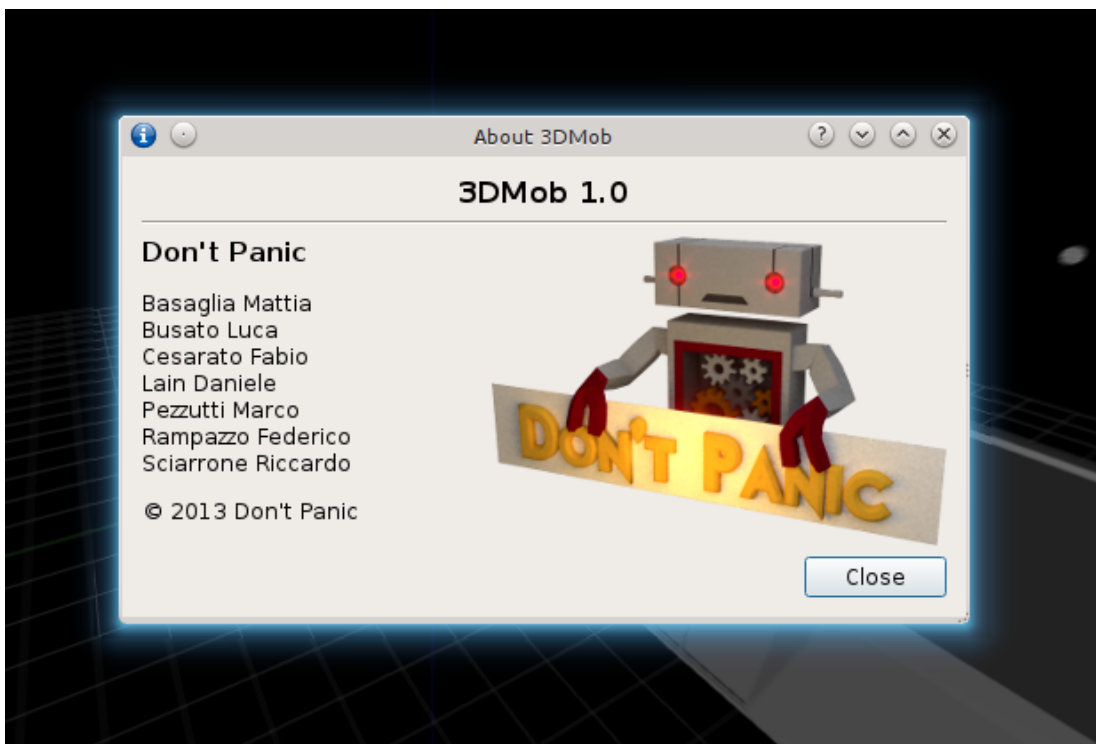 About 3DMob
3DMob 1.0
Don't Panic
Basaglia Mattia
Busato Luca
Cesarato Fabio
Lain Daniele
Pezzutti Marco
Rampazzo Federico
Sciarrone Riccardo
© 2013 Don't Panic
DON'T PANIC
Close